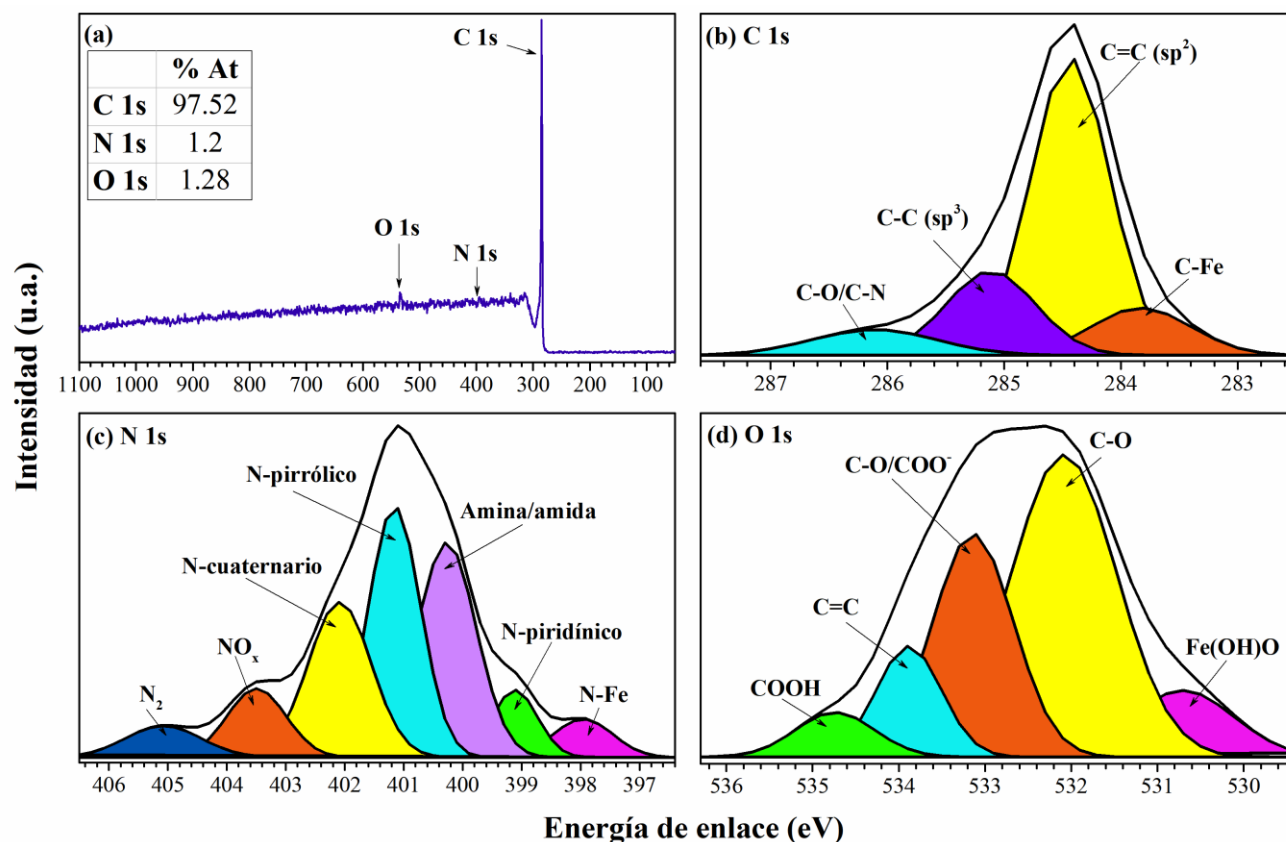 Intensidad (u.a.)
(a)
% At
C 1s 97.52
N 1s 1.2
O 1s 1.28
C 1s
O 1s
N 1s
1100 1000 900 800 700 600 500 400 300 200 100
(b) C 1s
C=C (sp²)
C-C (sp³)
C-O/C-N
C-Fe
287 286 285 284 283
(c) N 1s
N-pirrólico
Amina/amida
N-cuaternario
N-piridínico
NOₓ
N₂
N-Fe
406 405 404 403 402 401 400 399 398 397
(d) O 1s
C-O
C-O/COO⁻
C=C
Fe(OH)O
COOH
536 535 534 533 532 531 530
Energía de enlace (eV)